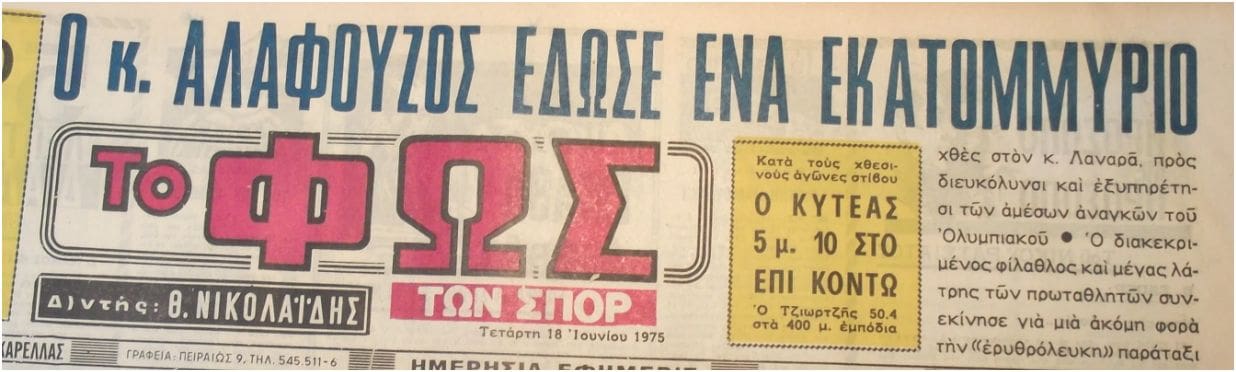 Ο κ. ΑΛΑΦΟΥΖΟΣ ΕΔΩΣΕ ΕΝΑ ΕΚΑΤΟΜΜΥΡΙΟ
ΤΟ ΦΩΣ
ΤΩΝ ΣΠΟΡ
Δ)ντής: Θ. ΝΙΚΟΛΑΪΔΗΣ
Τετάρτη 18 Ἰουνίου 1975
Κατὰ τοὺς χθεσι-
νοὺς ἀγῶνες στίβου
Ο ΚΥΤΕΑΣ
5 μ. 10 ΣΤΟ
ΕΠΙ ΚΟΝΤΩ
Ὁ Τζιωρτζῆς 50.4
στὰ 400 μ. ἐμπόδια
χθὲς στὸν κ. Λαναρᾶ, πρὸς
διευκόλυνσι καὶ ἐξυπηρέτη-
σι τῶν ἀμέσων ἀναγκῶν τοῦ
Ὀλυμπιακοῦ ● Ὁ διακεκρι-
μένος φίλαθλος καὶ μέγας λά-
τρης τῶν πρωταθλητῶν συν-
εκίνησε γιὰ μιὰ ἀκόμη φορὰ
τὴν «ἐρυθρόλευκη» παράταξι
ΚΑΡΕΛΛΑΣ
ΓΡΑΦΕΙΑ: ΠΕΙΡΑΙΩΣ 9, ΤΗΛ. 545.511-6
ΗΜΕΡΗΣΙΑ ΕΦΗΜΕΡΙΣ